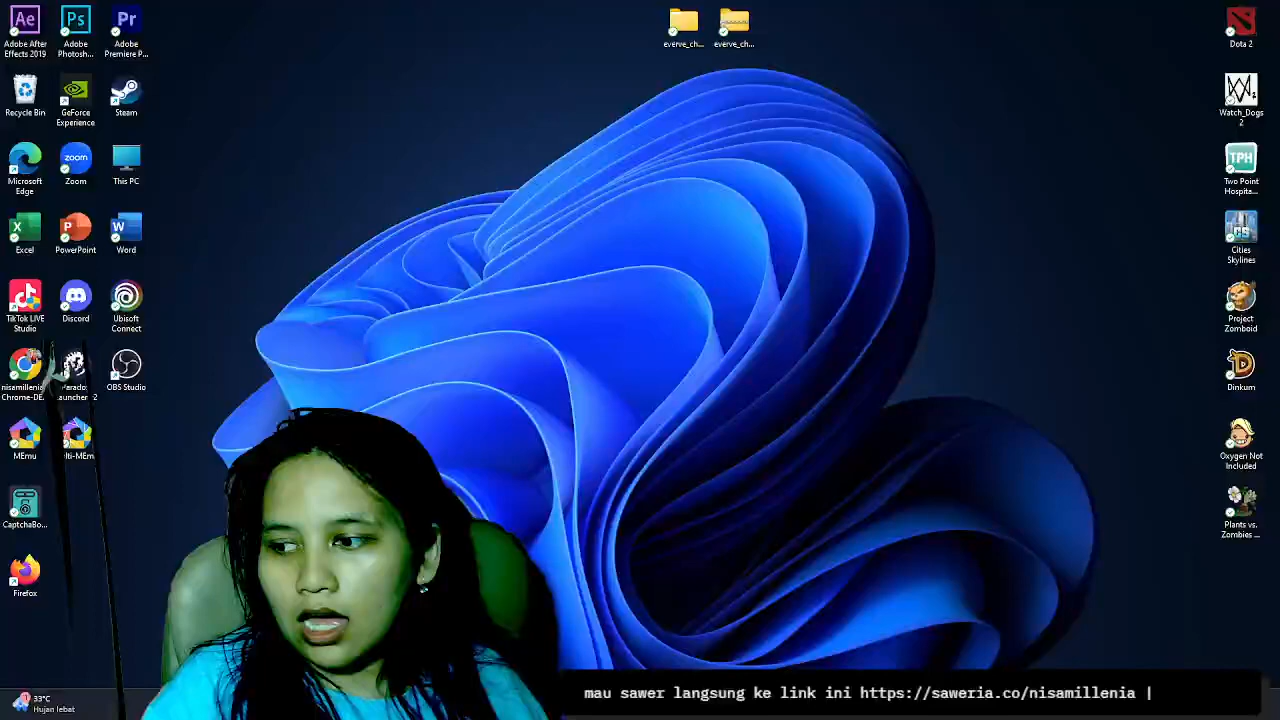 Adobe After
Effects 2019
Adobe
Photosh...
Adobe
Premiere P...
Recycle Bin
GeForce
Experience
Steam
Microsoft
Edge
Zoom
This PC
Excel
PowerPoint
Word
TikTok LIVE
Studio
Discord
Ubisoft
Connect
nisamilleni...
Chrome-DE...
OBS Studio
MEmu
CaptchaBo...
Firefox
everve_ch...
everve_ch...
Dota 2
Watch_Dogs
2
Two Point
Hospita...
Cities
Skylines
Project
Zomboid
Dinkum
Oxygen Not
Included
Plants vs.
Zombies ...
33°C
Hujan lebat
mau sawer langsung ke link ini https://saweria.co/nisamillenia |